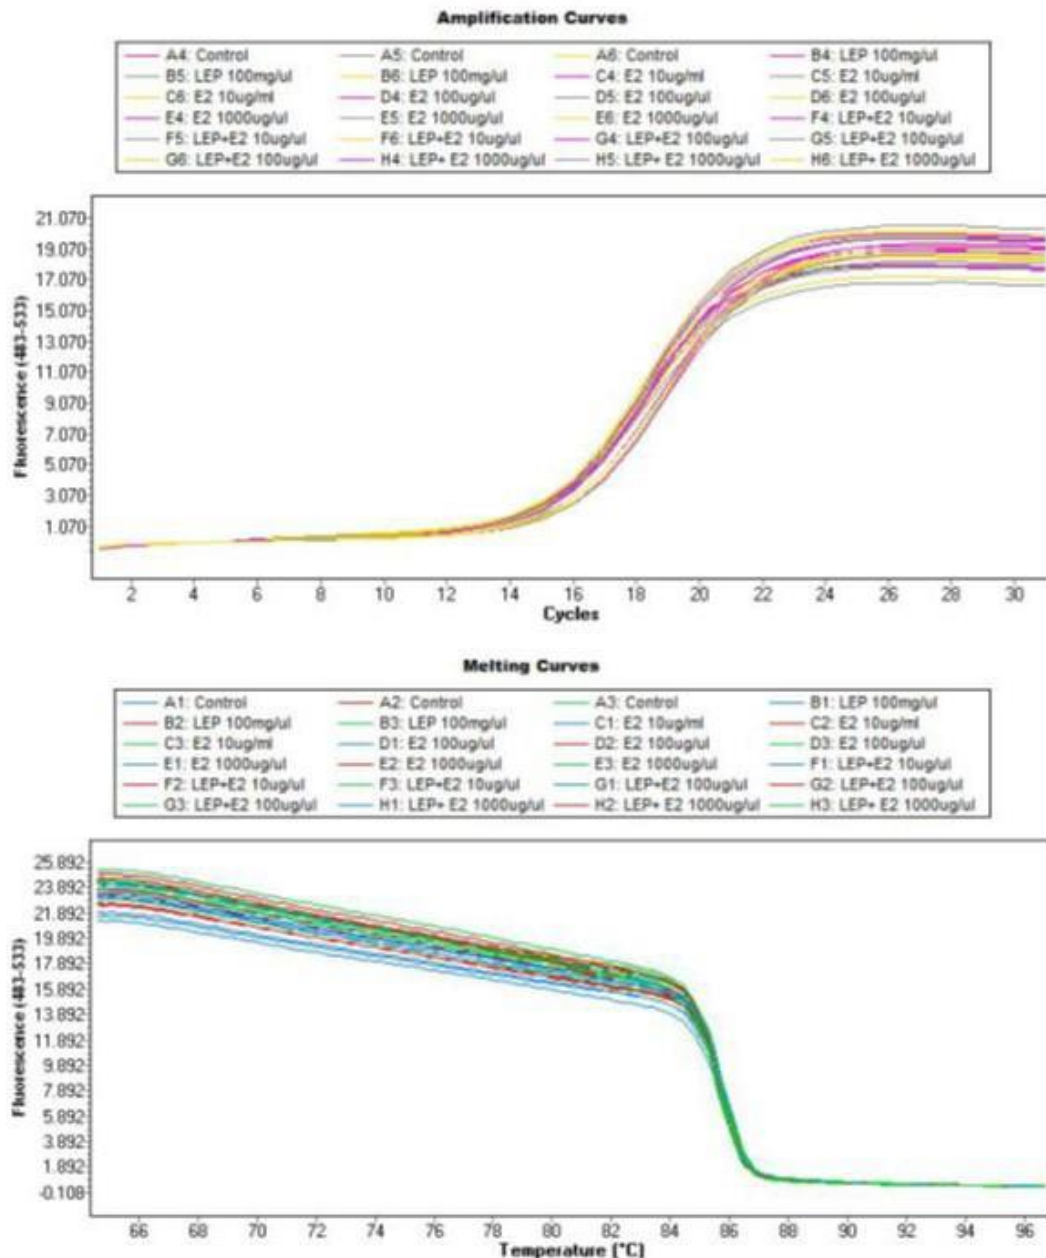 Amplification Curves
A4: Control A5: Control A6: Control B4: LEP 100mg/ul
B5: LEP 100mg/ul B6: LEP 100mg/ul C4: E2 10ug/ml C5: E2 10ug/ml
C6: E2 10ug/ml D4: E2 100ug/ul D5: E2 100ug/ul D6: E2 100ug/ul
E4: E2 1000ug/ul E5: E2 1000ug/ul E6: E2 1000ug/ul F4: LEP+E2 10ug/ul
F5: LEP+E2 10ug/ul F6: LEP+E2 10ug/ul G4: LEP+E2 100ug/ul G5: LEP+E2 100ug/ul
G6: LEP+E2 100ug/ul H4: LEP+ E2 1000ug/ul H5: LEP+ E2 1000ug/ul H6: LEP+ E2 1000ug/ul
Fluorescence (483-533)
21.070
19.070
17.070
15.070
13.070
11.070
9.070
7.070
5.070
3.070
1.070
2 4 6 8 10 12 14 16 18 20 22 24 26 28 30
Cycles
Melting Curves
A1: Control A2: Control A3: Control B1: LEP 100mg/ul
B2: LEP 100mg/ul B3: LEP 100mg/ul C1: E2 10ug/ml C2: E2 10ug/ml
C3: E2 10ug/ml D1: E2 100ug/ul D2: E2 100ug/ul D3: E2 100ug/ul
E1: E2 1000ug/ul E2: E2 1000ug/ul E3: E2 1000ug/ul F1: LEP+E2 10ug/ul
F2: LEP+E2 10ug/ul F3: LEP+E2 10ug/ul G1: LEP+E2 100ug/ul G2: LEP+E2 100ug/ul
G3: LEP+E2 100ug/ul H1: LEP+ E2 1000ug/ul H2: LEP+ E2 1000ug/ul H3: LEP+ E2 1000ug/ul
Fluorescence (483-533)
25.892
23.892
21.892
19.892
17.892
15.892
13.892
11.892
9.892
7.892
5.892
3.892
1.892
-0.108
66 70 72 74 76 78 80 82 84 86 88 90 92 94 96
Temperature [°C]